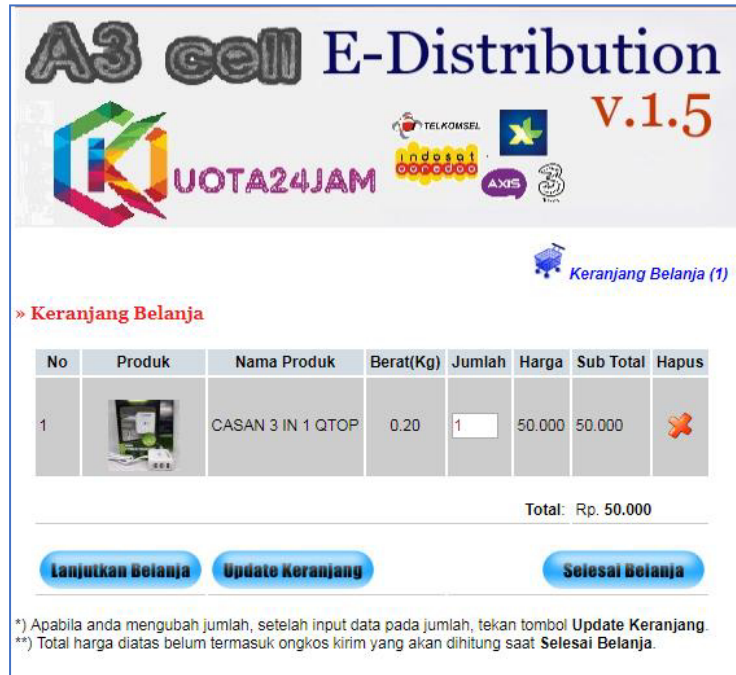 A3 cell E-Distribution
v.1.5
KUOTA24JAM
TELKOMSEL
XL
indosat
ooredoo
AXIS
3
Keranjang Belanja (1)
» Keranjang Belanja
No Produk Nama Produk Berat(Kg) Jumlah Harga Sub Total Hapus
1 CASAN 3 IN 1 QTOP 0.20 1 50.000 50.000
Total: Rp. 50.000
Lanjutkan Belanja Update Keranjang Selesai Belanja
*) Apabila anda mengubah jumlah, setelah input data pada jumlah, tekan tombol Update Keranjang.
**) Total harga diatas belum termasuk ongkos kirim yang akan dihitung saat Selesai Belanja.